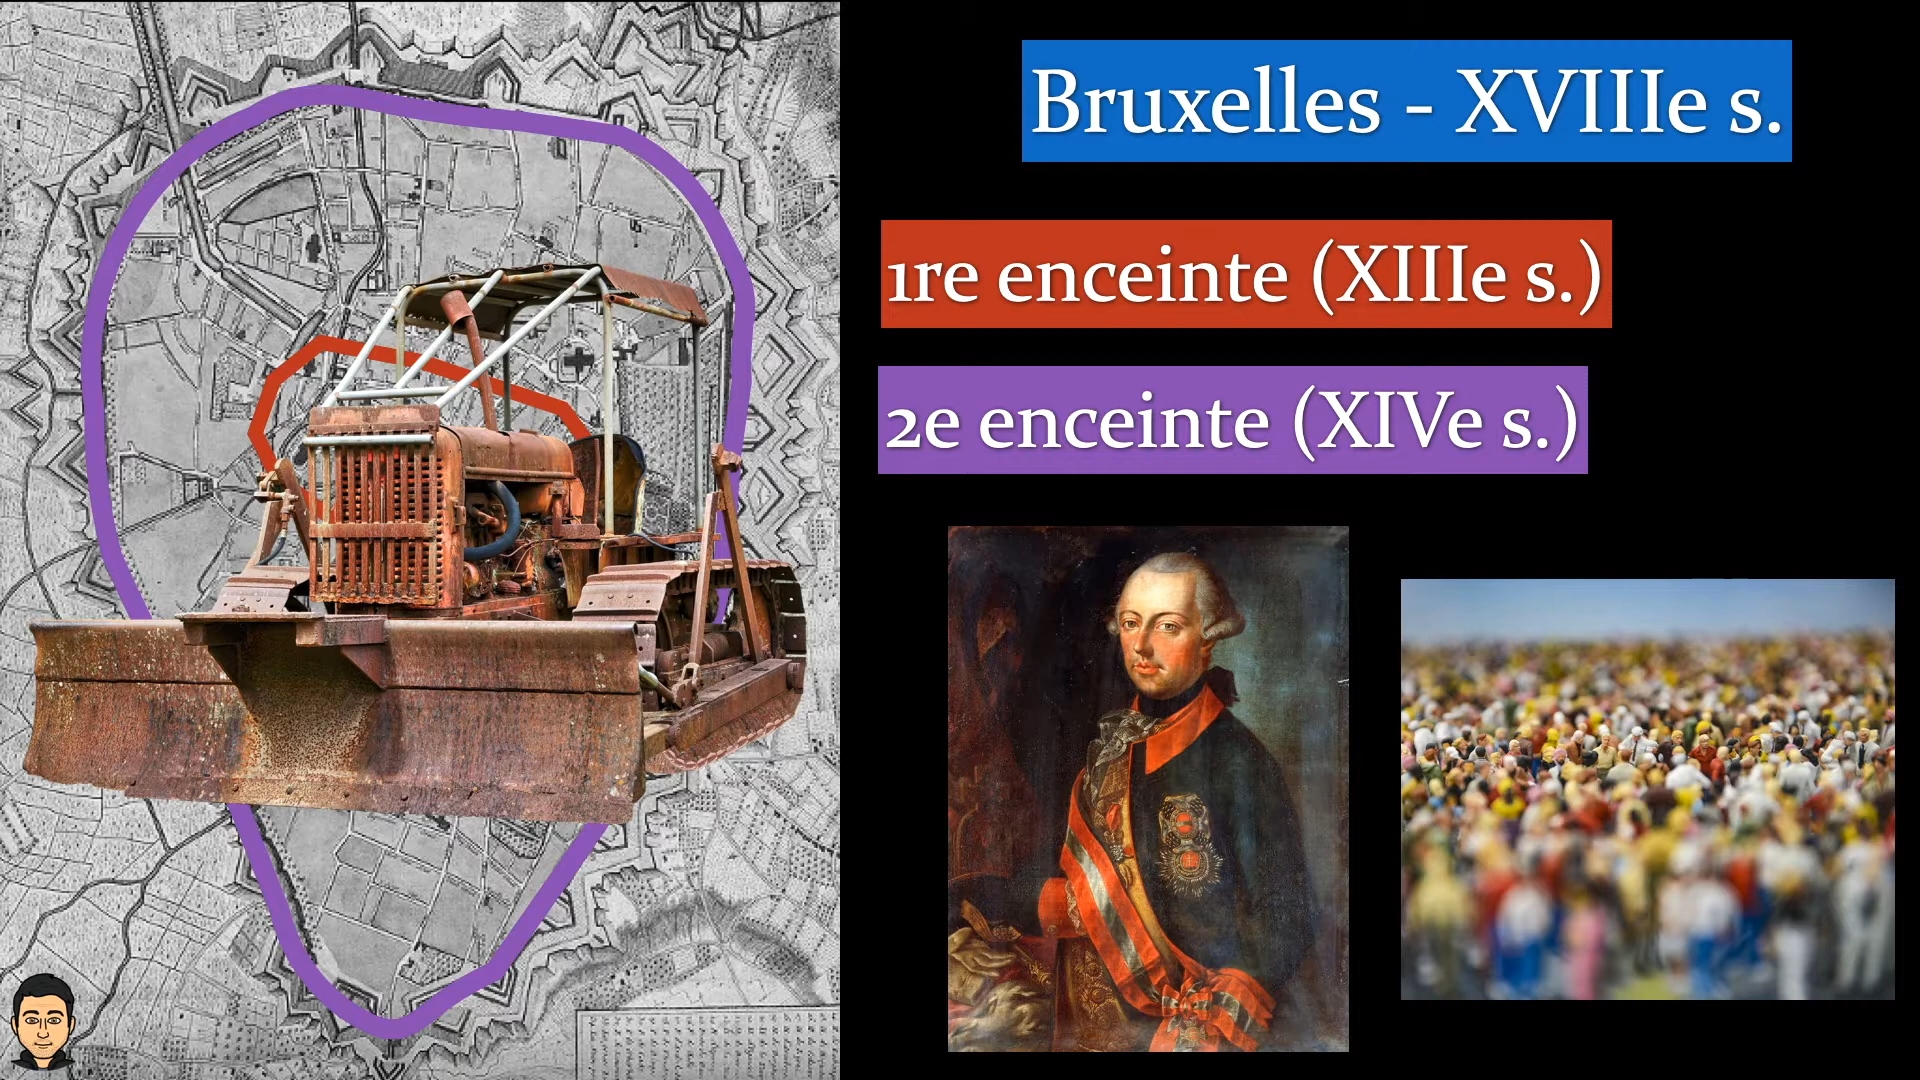 Bruxelles - XVIIIe s.
1re enceinte (XIIIe s.)
2e enceinte (XIVe s.)